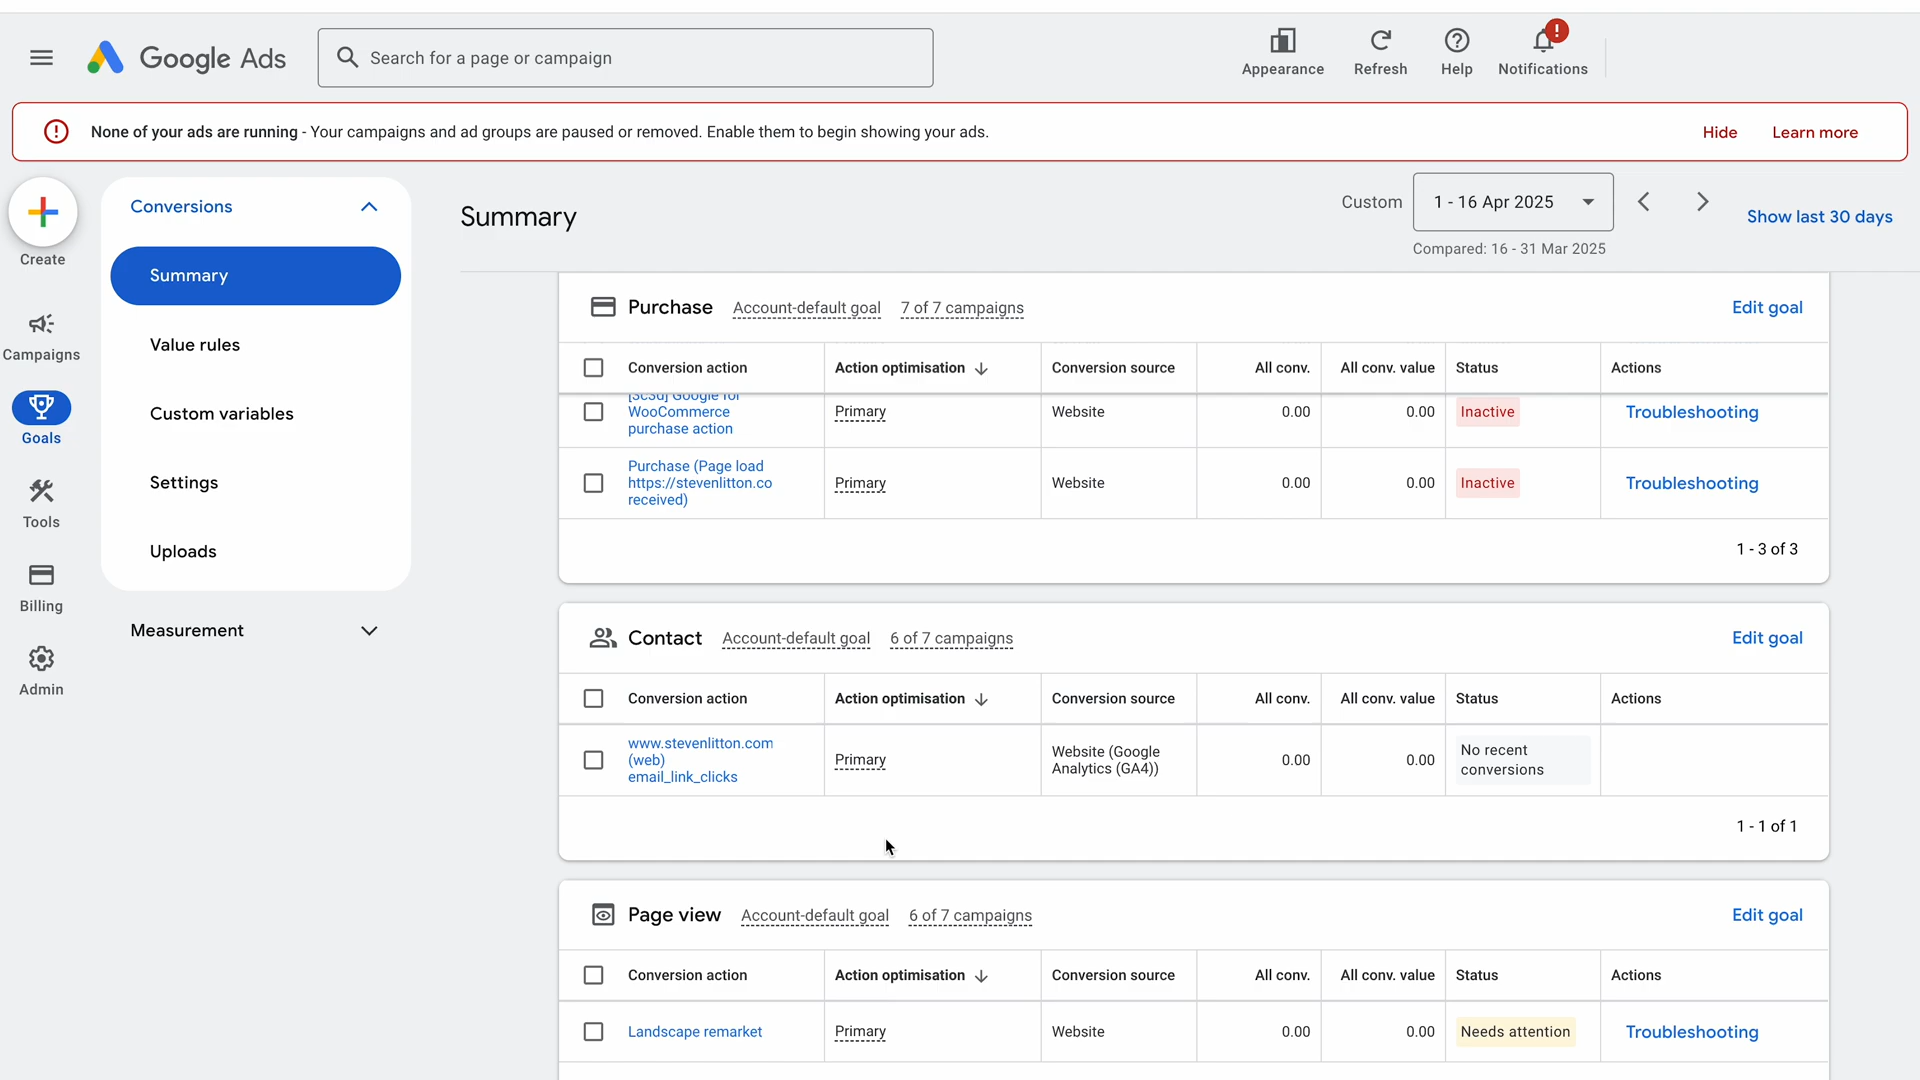 Google Ads
Search for a page or campaign
Appearance
Refresh
Help
!
Notifications
None of your ads are running - Your campaigns and ad groups are paused or removed. Enable them to begin showing your ads.
Hide
Learn more
Create
Campaigns
Goals
Tools
Billing
Admin
Conversions
Summary
Value rules
Custom variables
Settings
Uploads
Measurement
Summary
Custom
1 - 16 Apr 2025
Compared: 16 - 31 Mar 2025
Show last 30 days
Purchase Account-default goal 7 of 7 campaigns Edit goal
Conversion action Action optimisation Conversion source All conv. All conv. value Status Actions
Google for
WooCommerce
purchase action
Primary Website 0.00 0.00 Inactive Troubleshooting
Purchase (Page load
https://stevenlitton.co
received)
Primary Website 0.00 0.00 Inactive Troubleshooting
1 - 3 of 3
Contact Account-default goal 6 of 7 campaigns Edit goal
Conversion action Action optimisation Conversion source All conv. All conv. value Status Actions
www.stevenlitton.com
(web)
email_link_clicks
Primary
Website (Google
Analytics (GA4))
0.00 0.00
No recent
conversions
1 - 1 of 1
Page view Account-default goal 6 of 7 campaigns Edit goal
Conversion action Action optimisation Conversion source All conv. All conv. value Status Actions
Landscape remarket Primary Website 0.00 0.00 Needs attention Troubleshooting